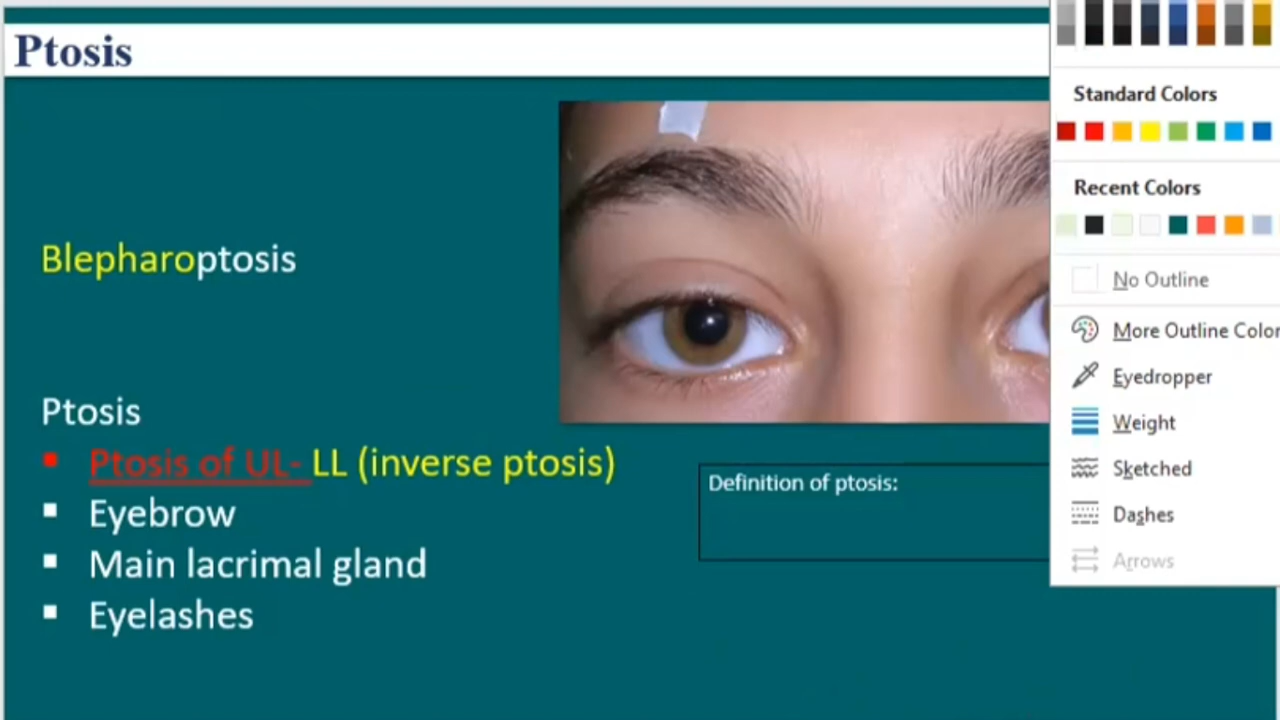 Ptosis
Blepharoptosis
Ptosis
Ptosis of UL- LL (inverse ptosis)
Eyebrow
Main lacrimal gland
Eyelashes
Definition of ptosis:
Standard Colors
Recent Colors
No Outline
More Outline Color
Eyedropper
Weight
Sketched
Dashes
Arrows